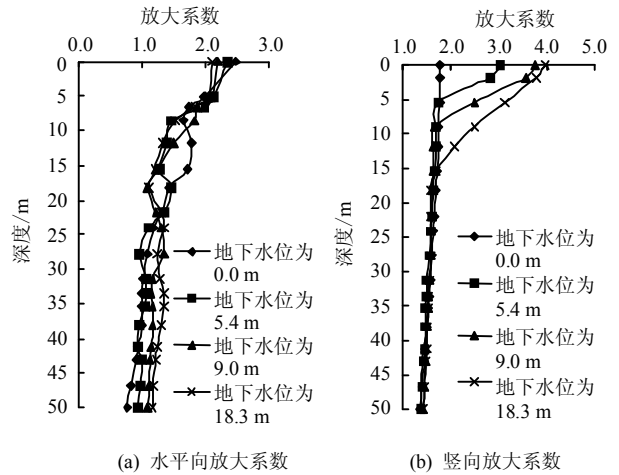 放大系数
0.0 1.0 2.0 3.0
0
5
10
15
20
25
30
35
40
45
50
深度/m
地下水位为
0.0 m
地下水位为
5.4 m
地下水位为
9.0 m
地下水位为
18.3 m
(a) 水平向放大系数
放大系数
1.0 2.0 3.0 4.0 5.0
0
5
10
15
20
25
30
35
40
45
50
深度/m
地下水位为
0.0 m
地下水位为
5.4 m
地下水位为
9.0 m
地下水位为
18.3 m
(b) 竖向放大系数